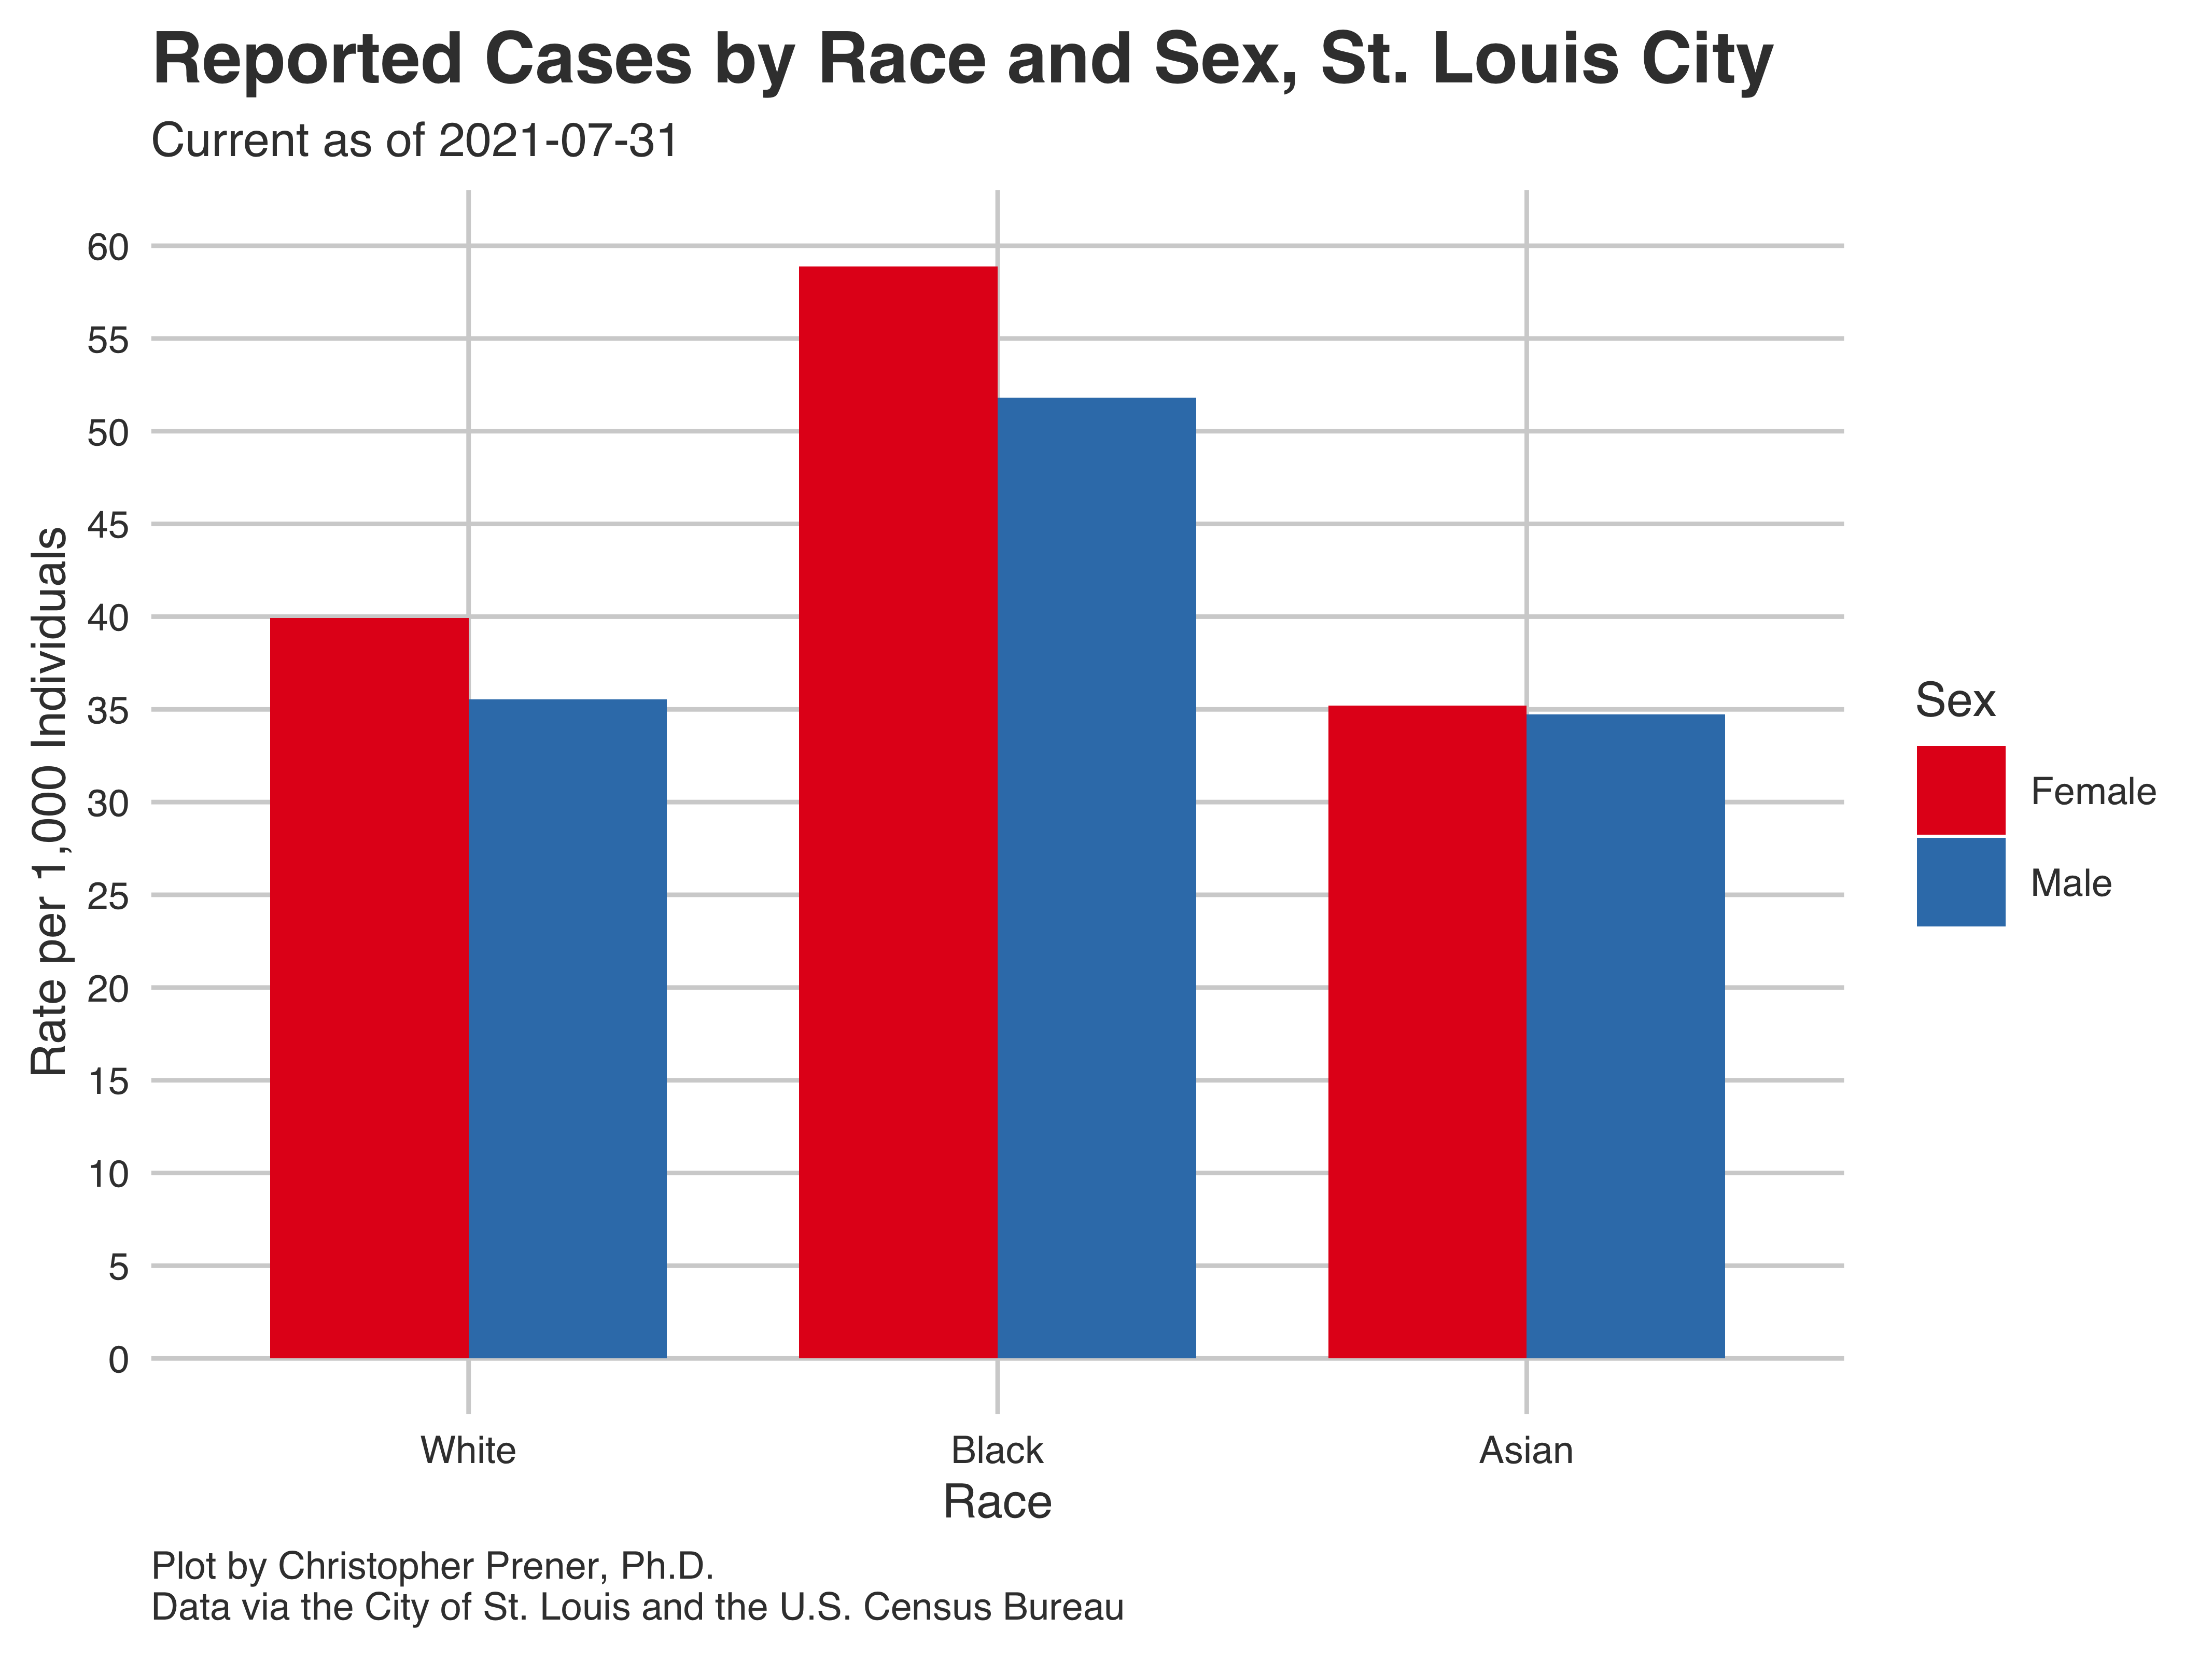 Reported Cases by Race and Sex, St. Louis City
Current as of 2021-07-31
60
55
50
45
40
35
30
25
20
15
10
5
0
Rate per 1,000 Individuals
White
Black
Asian
Race
Sex
Female
Male
Plot by Christopher Prener, Ph.D.
Data via the City of St. Louis and the U.S. Census Bureau